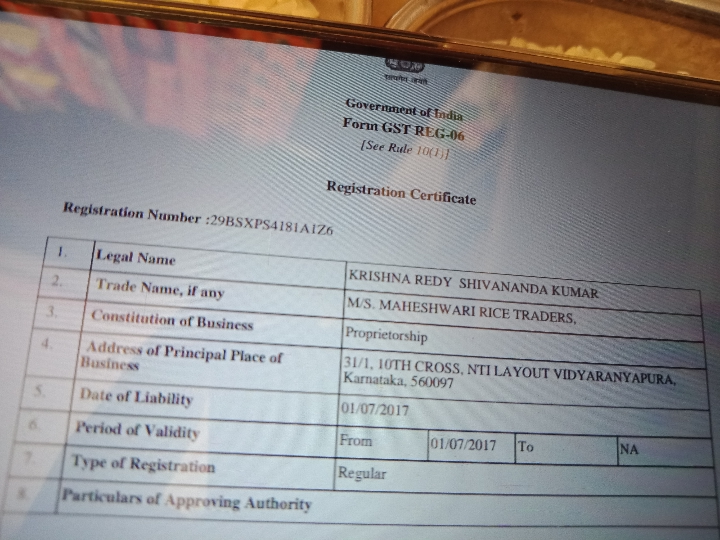 सत्यमेव जयते
Government of India
Form GST REG-06
[See Rule 10(1)]
Registration Certificate
Registration Number :29BSXPS4181A1Z6
1. Legal Name KRISHNA REDY SHIVANANDA KUMAR
2. Trade Name, if any M/S. MAHESHWARI RICE TRADERS,
3. Constitution of Business Proprietorship
4. Address of Principal Place of Business 31/1, 10TH CROSS, NTI LAYOUT VIDYARANYAPURA,
Karnataka, 560097
5. Date of Liability 01/07/2017
6. Period of Validity From 01/07/2017 To NA
7. Type of Registration Regular
8. Particulars of Approving Authority